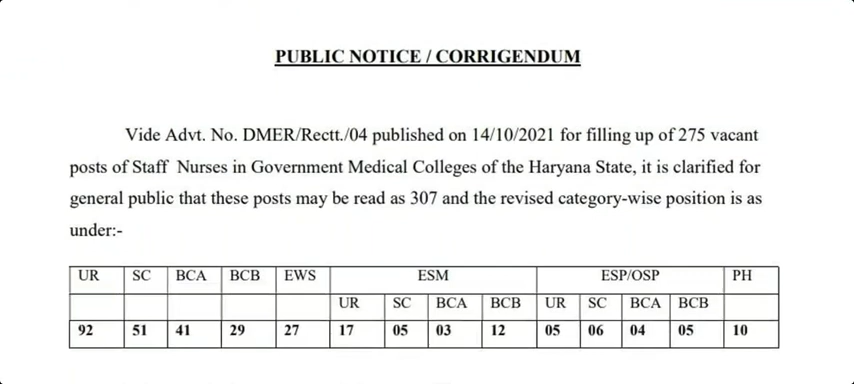 PUBLIC NOTICE / CORRIGENDUM
Vide Advt. No. DMER/Rectt./04 published on 14/10/2021 for filling up of 275 vacant
posts of Staff Nurses in Government Medical Colleges of the Haryana State, it is clarified for
general public that these posts may be read as 307 and the revised category-wise position is as
under:-
UR SC BCA BCB EWS ESM ESP/OSP PH
UR SC BCA BCB UR SC BCA BCB
92 51 41 29 27 17 05 03 12 05 06 04 05 10